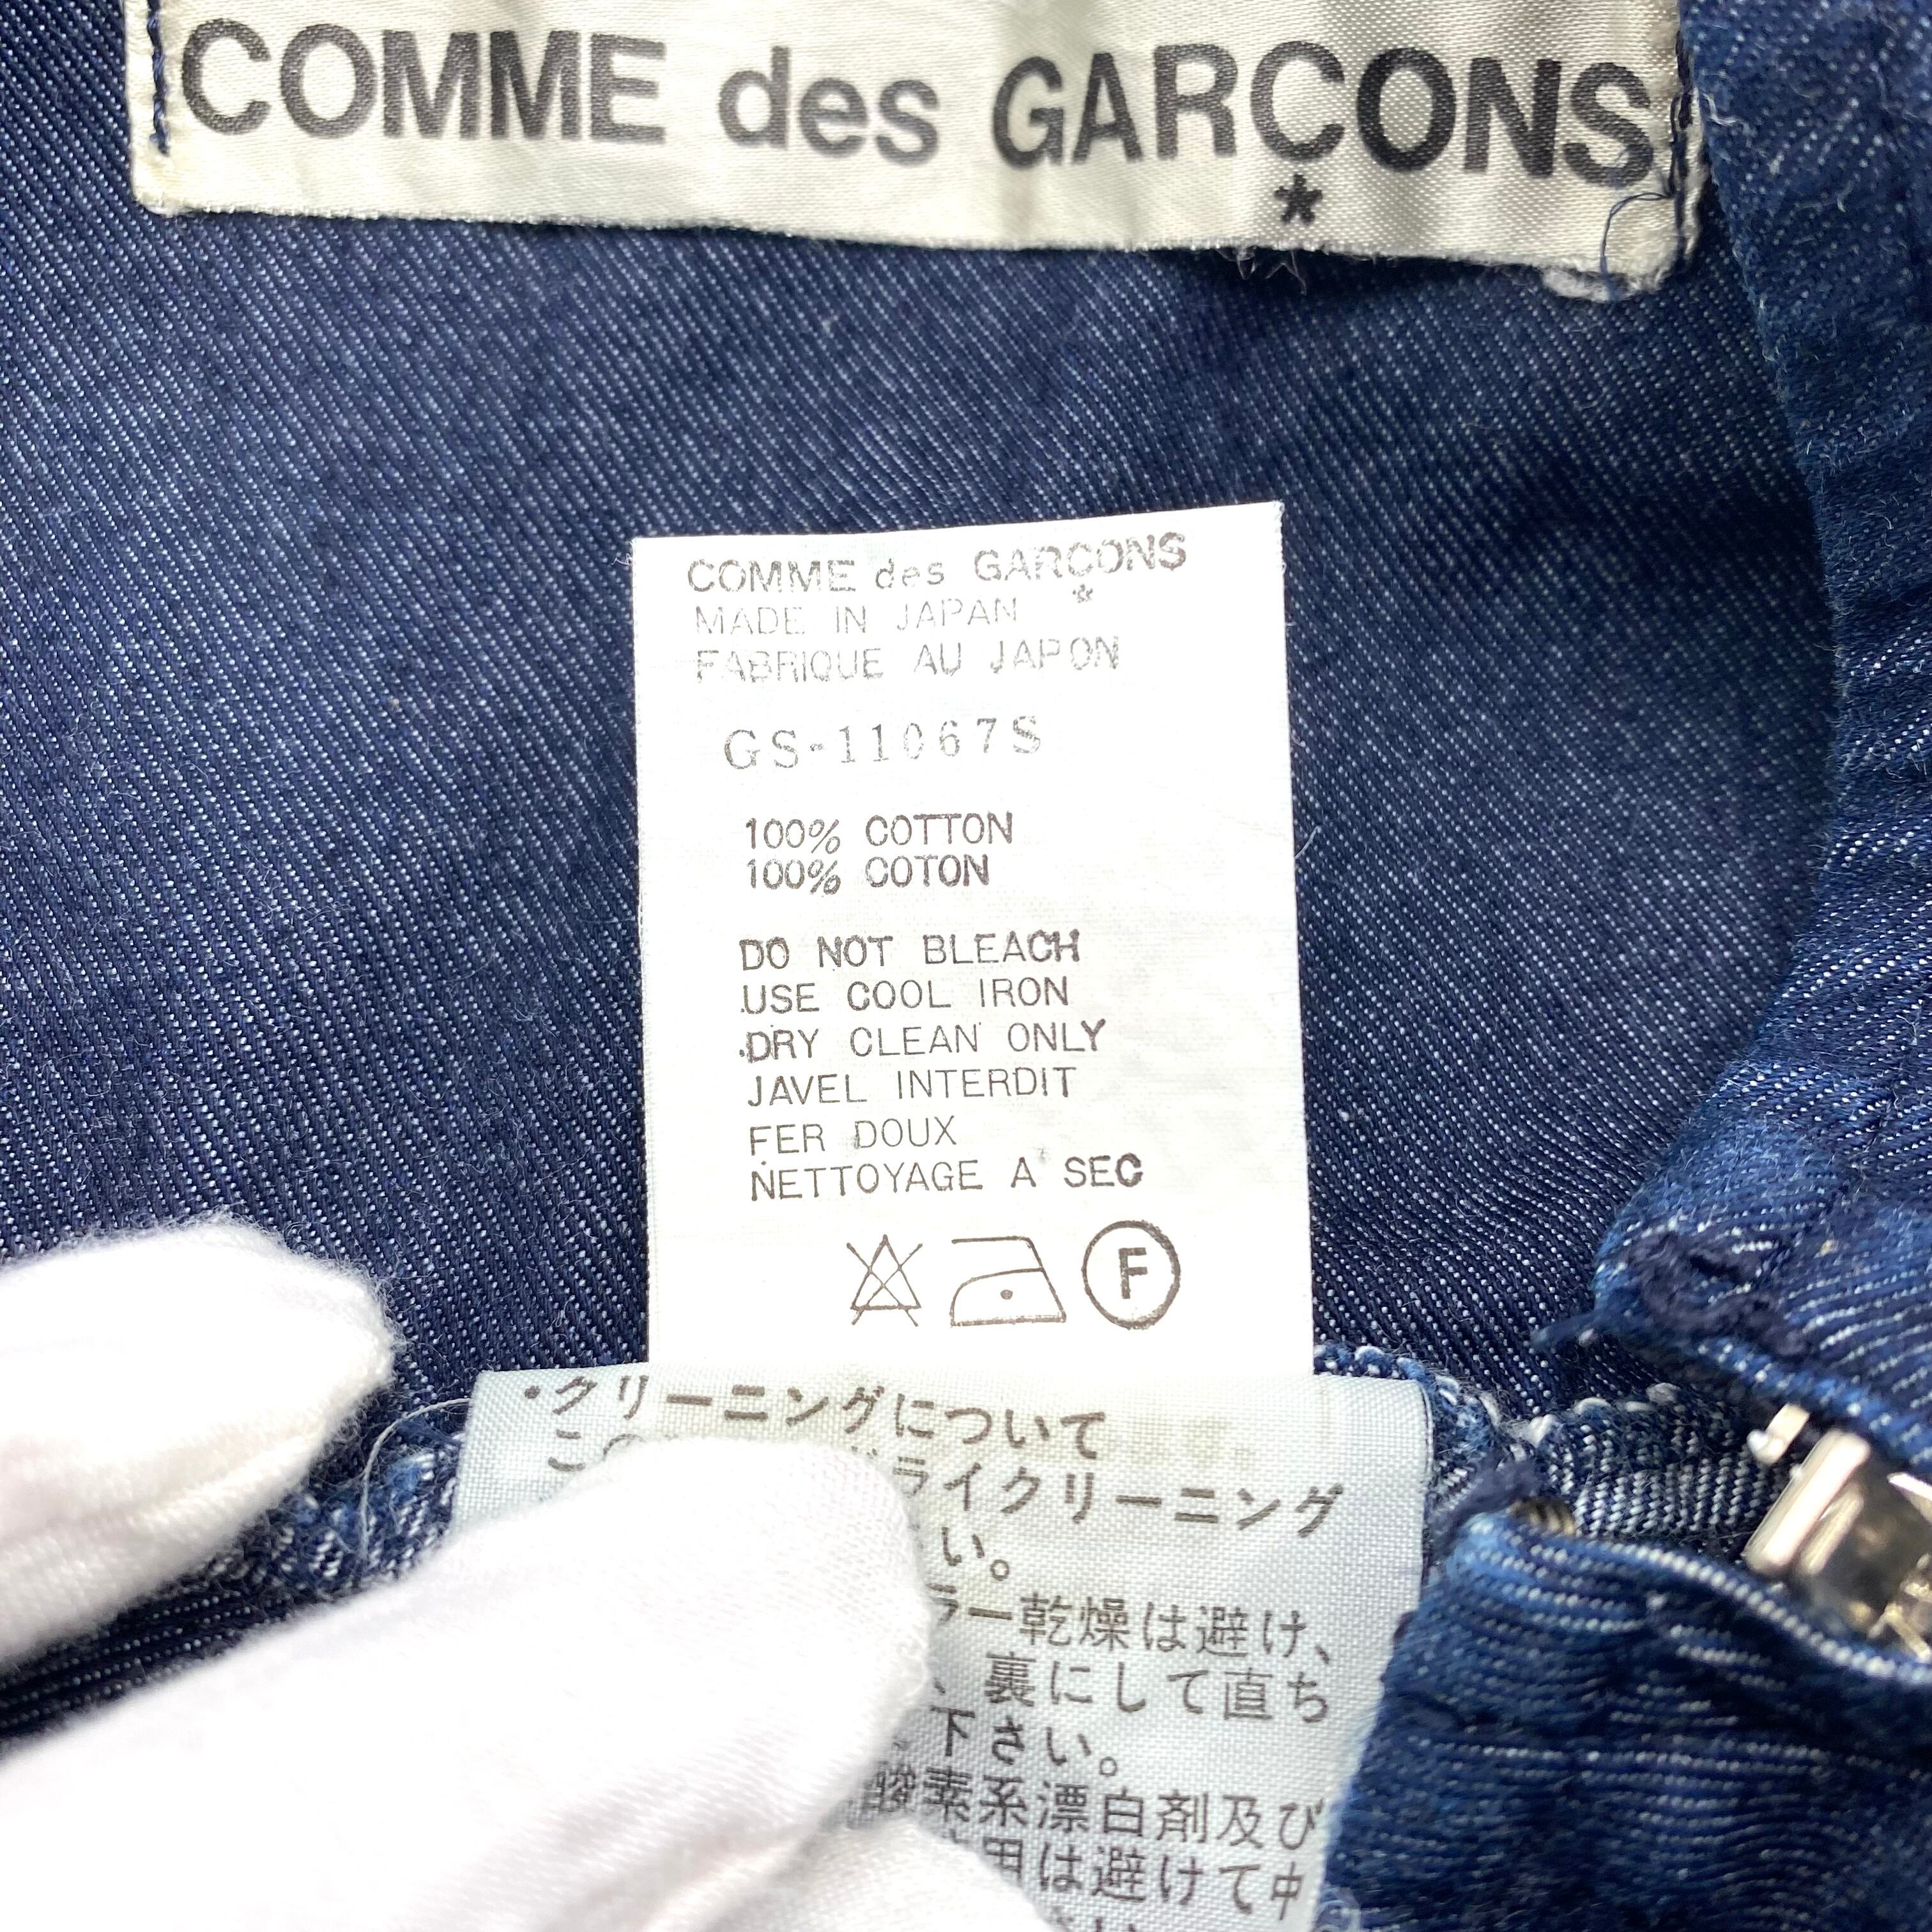 COMME des GARÇONS
*
COMME des GARÇONS
*
MADE IN JAPAN
FABRIQUE AU JAPON
GS-11067S
100% COTTON
100% COTON
DO NOT BLEACH
USE COOL IRON
DRY CLEAN ONLY
JAVEL INTERDIT
FER DOUX
NETTOYAGE A SEC
F
・クリーニングについて
こ ライクリーニング
い。
ラー乾燥は避け、
、裏にして直ち
下さい。
酸素系漂白剤及び
用は避けて中